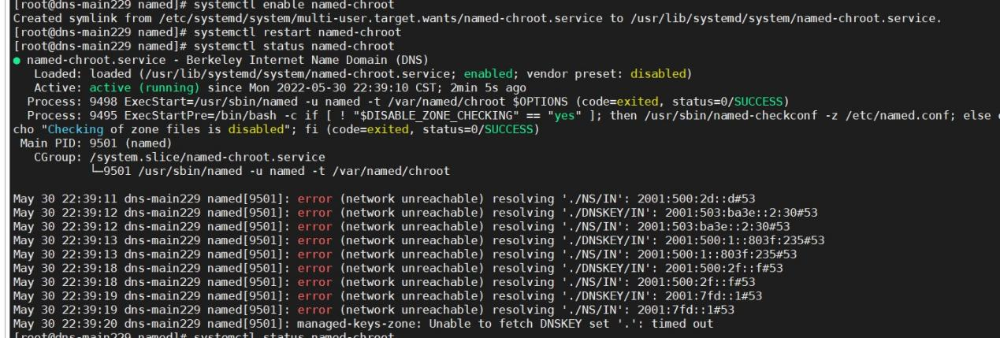 [root@dns-main229 named]# systemctl enable named-chroot
Created symlink from /etc/systemd/system/multi-user.target.wants/named-chroot.service to /usr/lib/systemd/system/named-chroot.service.
[root@dns-main229 named]# systemctl restart named-chroot
[root@dns-main229 named]# systemctl status named-chroot
● named-chroot.service - Berkeley Internet Name Domain (DNS)
   Loaded: loaded (/usr/lib/systemd/system/named-chroot.service; enabled; vendor preset: disabled)
   Active: active (running) since Mon 2022-05-30 22:39:10 CST; 2min 5s ago
  Process: 9498 ExecStart=/usr/sbin/named -u named -t /var/named/chroot $OPTIONS (code=exited, status=0/SUCCESS)
  Process: 9495 ExecStartPre=/bin/bash -c if [ ! "$DISABLE_ZONE_CHECKING" == "yes" ]; then /usr/sbin/named-checkconf -z /etc/named.conf; else e
cho "Checking of zone files is disabled"; fi (code=exited, status=0/SUCCESS)
 Main PID: 9501 (named)
   CGroup: /system.slice/named-chroot.service
           └─9501 /usr/sbin/named -u named -t /var/named/chroot
May 30 22:39:11 dns-main229 named[9501]: error (network unreachable) resolving './NS/IN': 2001:500:2d::d#53
May 30 22:39:12 dns-main229 named[9501]: error (network unreachable) resolving './DNSKEY/IN': 2001:503:ba3e::2:30#53
May 30 22:39:12 dns-main229 named[9501]: error (network unreachable) resolving './NS/IN': 2001:503:ba3e::2:30#53
May 30 22:39:13 dns-main229 named[9501]: error (network unreachable) resolving './DNSKEY/IN': 2001:500:1::803f:235#53
May 30 22:39:13 dns-main229 named[9501]: error (network unreachable) resolving './NS/IN': 2001:500:1::803f:235#53
May 30 22:39:18 dns-main229 named[9501]: error (network unreachable) resolving './DNSKEY/IN': 2001:500:2f::f#53
May 30 22:39:18 dns-main229 named[9501]: error (network unreachable) resolving './NS/IN': 2001:500:2f::f#53
May 30 22:39:19 dns-main229 named[9501]: error (network unreachable) resolving './DNSKEY/IN': 2001:7fd::1#53
May 30 22:39:19 dns-main229 named[9501]: error (network unreachable) resolving './NS/IN': 2001:7fd::1#53
May 30 22:39:20 dns-main229 named[9501]: managed-keys-zone: Unable to fetch DNSKEY set '.': timed out
[root@dns-main229 named]# systemctl status named-chroot